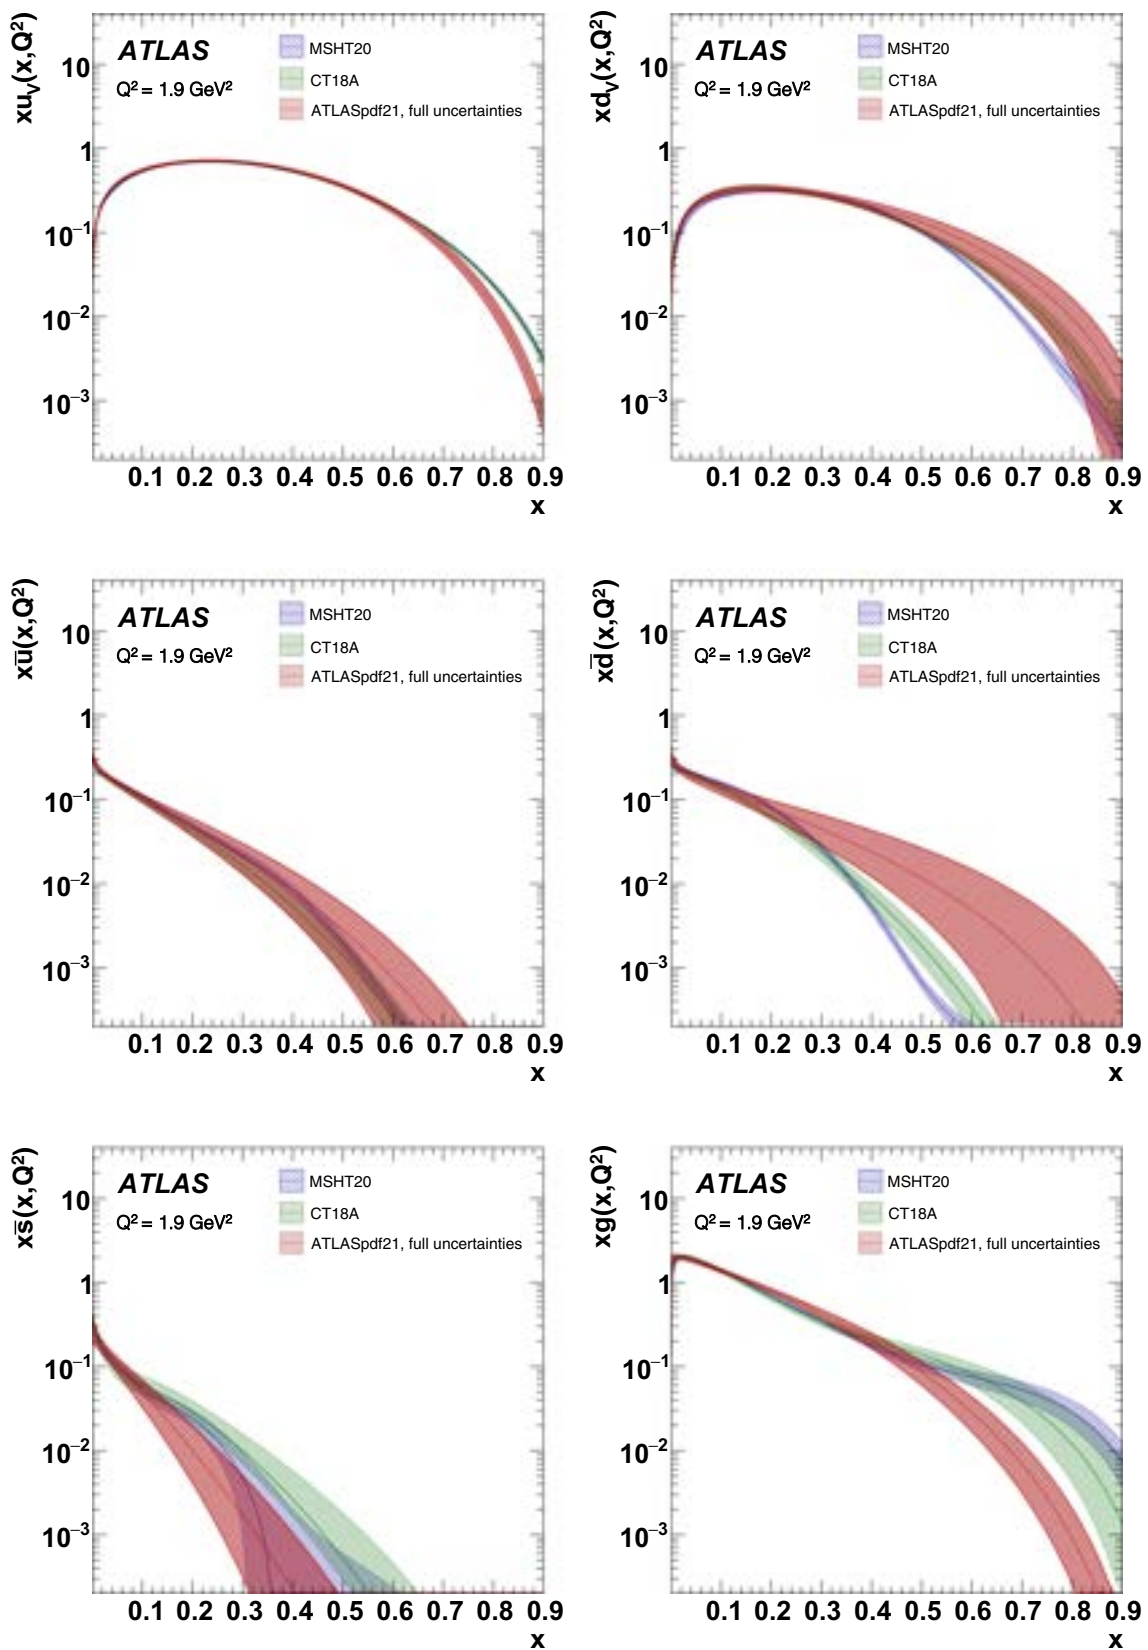 xu_V(x,Q²)
ATLAS
Q² = 1.9 GeV²
MSHT20
CT18A
ATLASpdf21, full uncertainties
10
1
10⁻¹
10⁻²
10⁻³
0.1 0.2 0.3 0.4 0.5 0.6 0.7 0.8 0.9
x
xd_V(x,Q²)
ATLAS
Q² = 1.9 GeV²
MSHT20
CT18A
ATLASpdf21, full uncertainties
10
1
10⁻¹
10⁻²
10⁻³
0.1 0.2 0.3 0.4 0.5 0.6 0.7 0.8 0.9
x
xu̅(x,Q²)
ATLAS
Q² = 1.9 GeV²
MSHT20
CT18A
ATLASpdf21, full uncertainties
10
1
10⁻¹
10⁻²
10⁻³
0.1 0.2 0.3 0.4 0.5 0.6 0.7 0.8 0.9
x
xd̅(x,Q²)
ATLAS
Q² = 1.9 GeV²
MSHT20
CT18A
ATLASpdf21, full uncertainties
10
1
10⁻¹
10⁻²
10⁻³
0.1 0.2 0.3 0.4 0.5 0.6 0.7 0.8 0.9
x
xs̅(x,Q²)
ATLAS
Q² = 1.9 GeV²
MSHT20
CT18A
ATLASpdf21, full uncertainties
10
1
10⁻¹
10⁻²
10⁻³
0.1 0.2 0.3 0.4 0.5 0.6 0.7 0.8 0.9
x
xg(x,Q²)
ATLAS
Q² = 1.9 GeV²
MSHT20
CT18A
ATLASpdf21, full uncertainties
10
1
10⁻¹
10⁻²
10⁻³
0.1 0.2 0.3 0.4 0.5 0.6 0.7 0.8 0.9
x